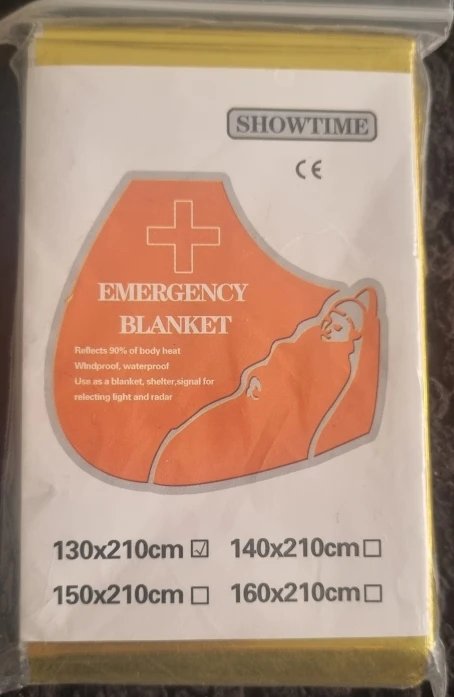 SHOWTIME
CE
EMERGENCY
BLANKET
Reflects 90% of body heat
Windproof, waterproof
Use as a blanket, shelter,signal for
relecting light and radar
130x210cm ☑ 140x210cm ☐
150x210cm ☐ 160x210cm ☐